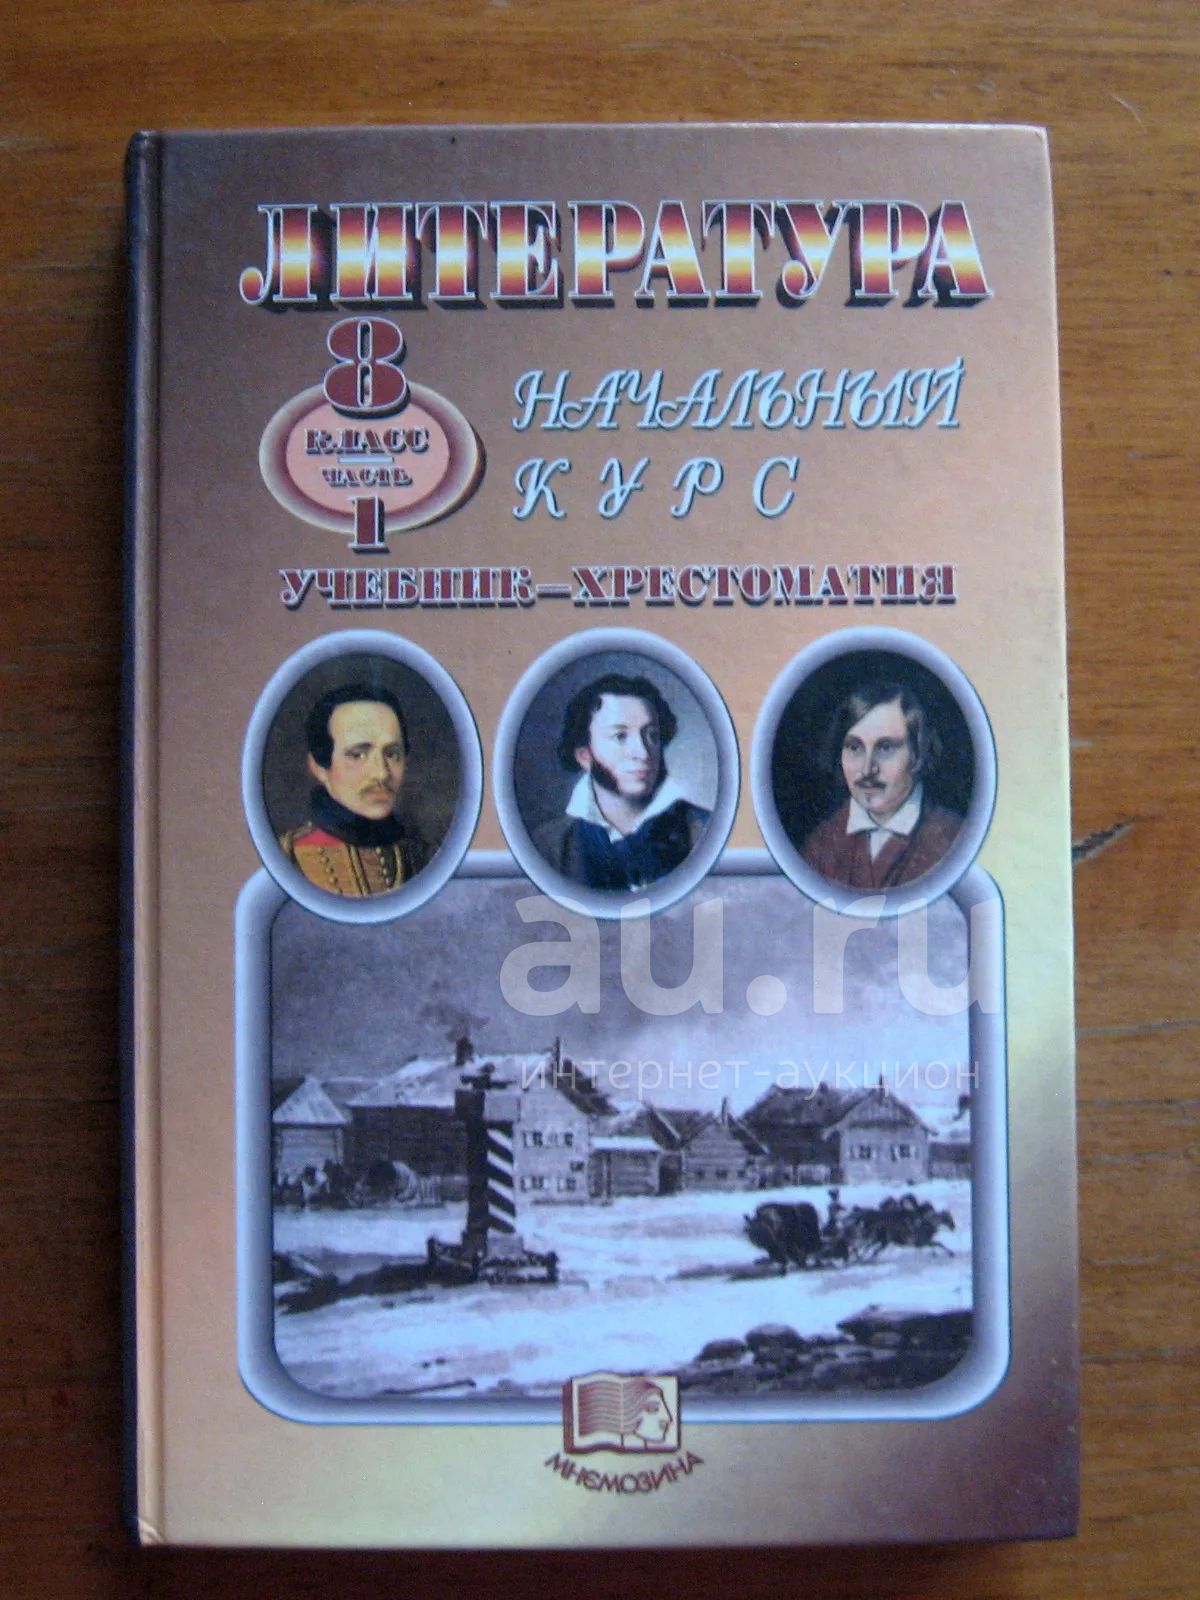 ЛИТЕРАТУРА
8
КЛАСС
ЧАСТЬ
1
НАЧАЛЬНЫЙ
КУРС
УЧЕБНИК–ХРЕСТОМАТИЯ
au.ru
интернет-аукцион
МНЕМОЗИНА